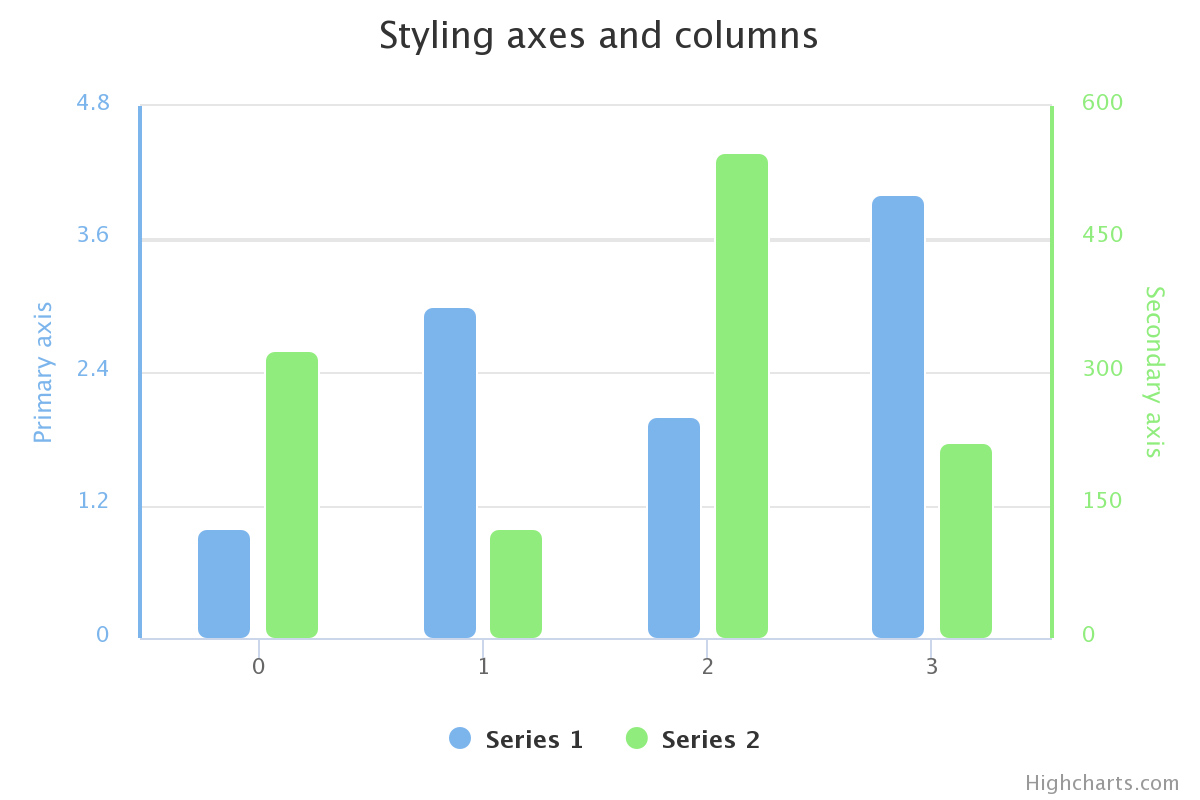 Styling axes and columns
4.8
3.6
2.4
1.2
0
Primary axis
600
450
300
150
0
Secondary axis
0 1 2 3
Series 1 Series 2
Highcharts.com